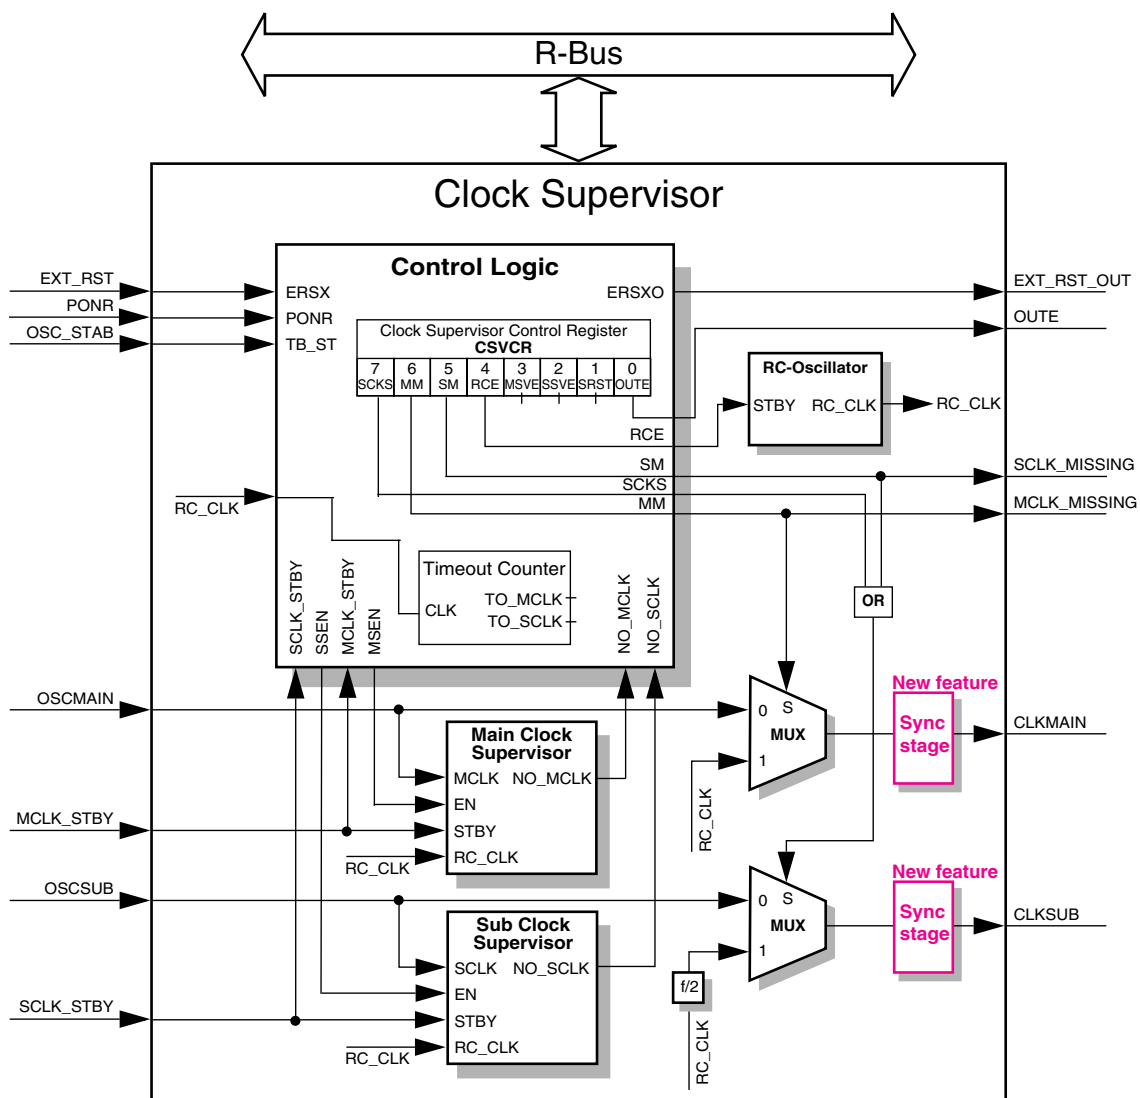 R-Bus
Clock Supervisor
Control Logic
EXT_RST
PONR
OSC_STAB
ERSX
PONR
TB_ST
ERSXO
EXT_RST_OUT
OUTE
Clock Supervisor Control Register
CSVCR
7 6 5 4 3 2 1 0
SCKS MM SM RCE MSVE SSVE SRST OUTE
RC-Oscillator
STBY RC_CLK
RC_CLK
RCE
SM
SCKS
MM
SCLK_MISSING
MCLK_MISSING
RC_CLK
Timeout Counter
CLK
TO_MCLK
TO_SCLK
SCLK_STBY
SSEN
MCLK_STBY
MSEN
NO_MCLK
NO_SCLK
OR
OSCMAIN
Main Clock
Supervisor
MCLK NO_MCLK
EN
STBY
RC_CLK
RC_CLK
MCLK_STBY
0 S
MUX
1
RC_CLK
New feature
Sync
stage
CLKMAIN
OSCSUB
Sub Clock
Supervisor
SCLK NO_SCLK
EN
STBY
RC_CLK
RC_CLK
SCLK_STBY
0 S
MUX
1
f/2
RC_CLK
New feature
Sync
stage
CLKSUB